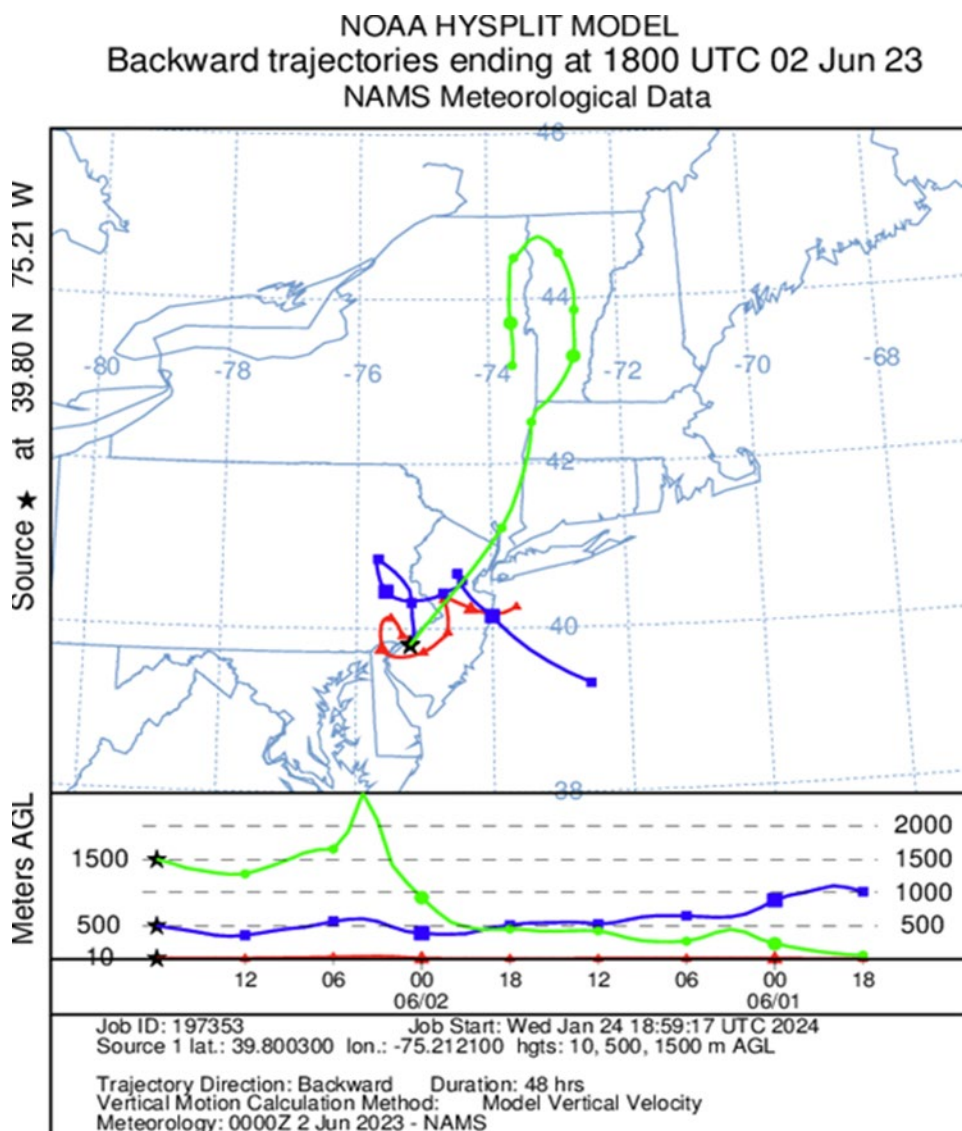 NOAA HYSPLIT MODEL
Backward trajectories ending at 1800 UTC 02 Jun 23
NAMS Meteorological Data
Source ★ at 39.80 N 75.21 W
46
44
-80 -78 -76 -74 -72 -70 -68
42
40
38
Meters AGL
2000
1500 1500
1000
500 500
10
12 06 00 18 12 06 00 18
06/02 06/01
Job ID: 197353 Job Start: Wed Jan 24 18:59:17 UTC 2024
Source 1 lat.: 39.800300 lon.: -75.212100 hgts: 10, 500, 1500 m AGL
Trajectory Direction: Backward Duration: 48 hrs
Vertical Motion Calculation Method: Model Vertical Velocity
Meteorology: 0000Z 2 Jun 2023 - NAMS